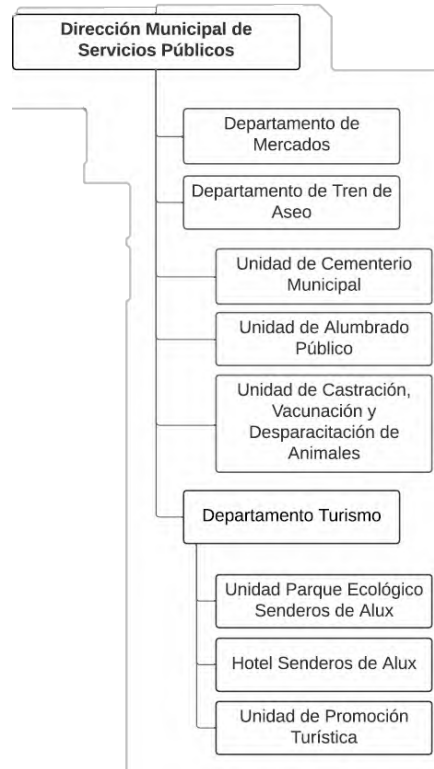 Dirección Municipal de
Servicios Públicos
Departamento de
Mercados
Departamento de Tren de
Aseo
Unidad de Cementerio
Municipal
Unidad de Alumbrado
Público
Unidad de Castración,
Vacunación y
Desparacitación de
Animales
Departamento Turismo
Unidad Parque Ecológico
Senderos de Alux
Hotel Senderos de Alux
Unidad de Promoción
Turística